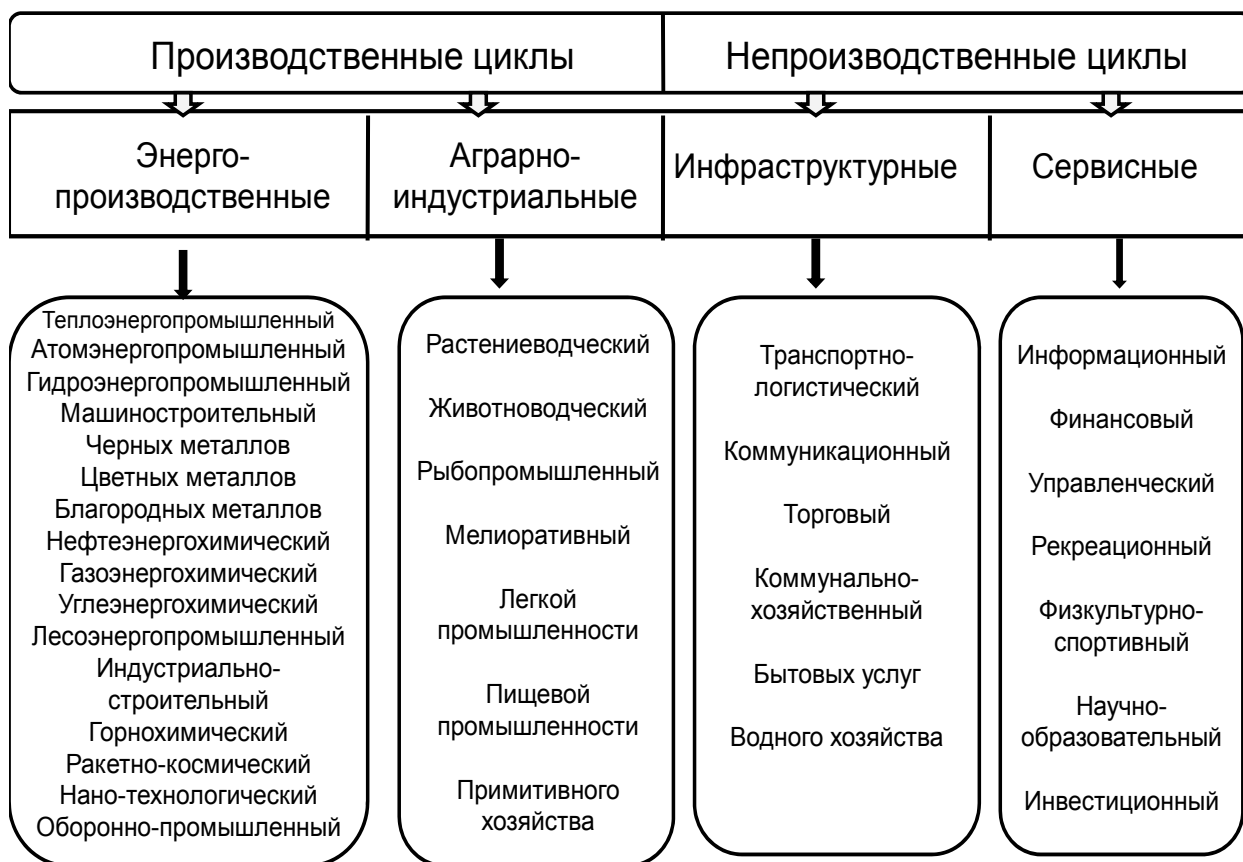 Производственные циклы
Непроизводственные циклы
Энерго-
производственные
Аграрно-
индустриальные
Инфраструктурные
Сервисные
Теплоэнергопромышленный
Атомэнергопромышленный
Гидроэнергопромышленный
Машиностроительный
Черных металлов
Цветных металлов
Благородных металлов
Нефтеэнергохимический
Газоэнергохимический
Углеэнергохимический
Лесоэнергопромышленный
Индустриально-
строительный
Горнохимический
Ракетно-космический
Нано-технологический
Оборонно-промышленный
Растениеводческий
Животноводческий
Рыбопромышленный
Мелиоративный
Легкой
промышленности
Пищевой
промышленности
Примитивного
хозяйства
Транспортно-
логистический
Коммуникационный
Торговый
Коммунально-
хозяйственный
Бытовых услуг
Водного хозяйства
Информационный
Финансовый
Управленческий
Рекреационный
Физкультурно-
спортивный
Научно-
образовательный
Инвестиционный